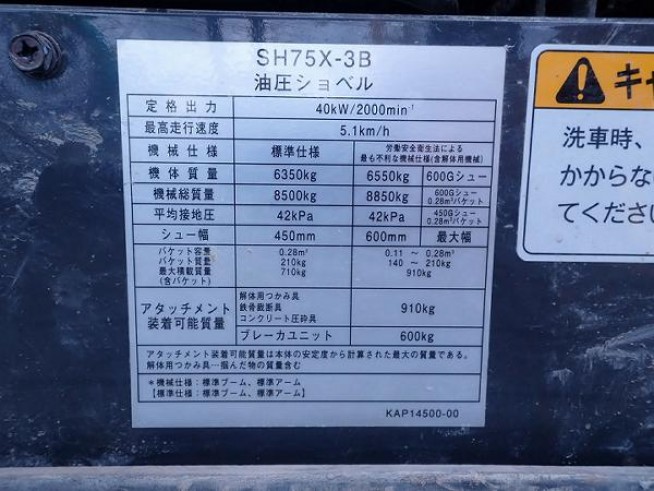 SH75X-3B
油圧ショベル
定格出力 40kW/2000min⁻¹
最高走行速度 5.1km/h
機械仕様 標準仕様 労働安全衛生法による
最も不利な機械仕様(含解体用機械)
機体質量 6350kg 6550kg 600Gシュー
機械総質量 8500kg 8850kg 600Gシュー
0.28m³バケット
平均接地圧 42kPa 42kPa 450Gシュー
0.28m³バケット
シュー幅 450mm 600mm 最大幅
バケット容量 0.28m³ 0.11 ～ 0.28m³
バケット質量 210kg 140 ～ 210kg
最大積載質量 710kg 910kg
(含バケット)
アタッチメント
装着可能質量
解体用つかみ具
鉄骨截断具
コンクリート圧砕具
910kg
ブレーカユニット 600kg
アタッチメント装着可能質量は本体の安定度から計算された最大の質量である。
解体用つかみ具―掴んだ物の質量含む
*機械仕様：標準ブーム、標準アーム
【標準仕様：標準ブーム、標準アーム】
KAP14500-00
キャ
洗車時、
かからな
てくださ